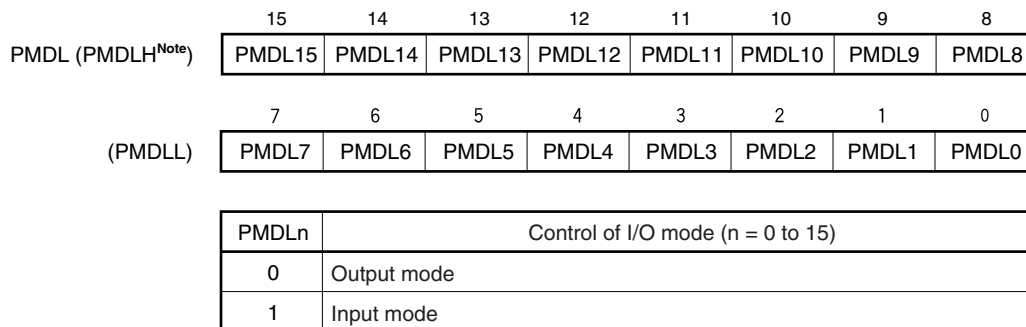 15 14 13 12 11 10 9 8
PMDL (PMDLH^Note) PMDL15 PMDL14 PMDL13 PMDL12 PMDL11 PMDL10 PMDL9 PMDL8
7 6 5 4 3 2 1 0
(PMDLL) PMDL7 PMDL6 PMDL5 PMDL4 PMDL3 PMDL2 PMDL1 PMDL0
PMDLn Control of I/O mode (n = 0 to 15)
0 Output mode
1 Input mode